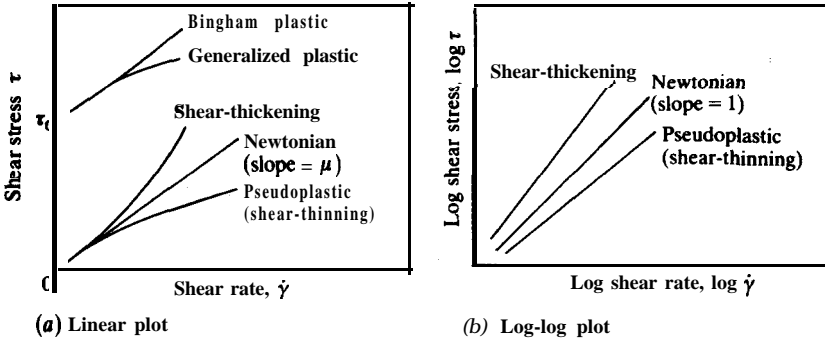 Bingham plastic
Generalized plastic
Shear stress τ
τ0
Shear-thickening
Newtonian
(slope = μ)
Pseudoplastic
(shear-thinning)
0
Shear rate, γ̇
(a) Linear plot
Log shear stress, log τ
Shear-thickening
Newtonian
(slope = 1)
Pseudoplastic
(shear-thinning)
Log shear rate, log γ̇
(b) Log-log plot